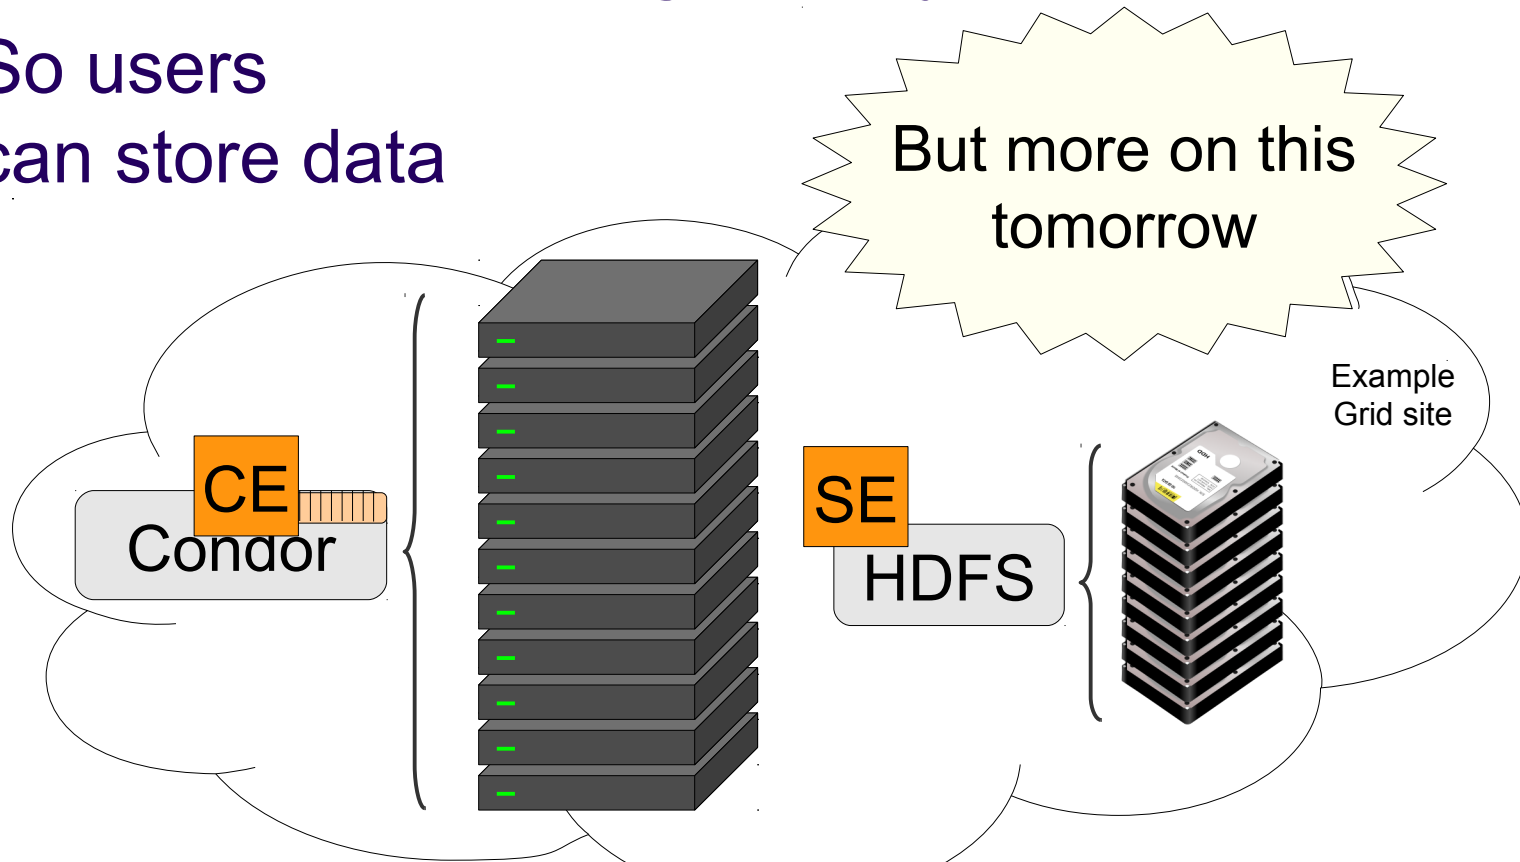 So users
can store data
But more on this
tomorrow
Example
Grid site
CE
Condor
SE
HDFS